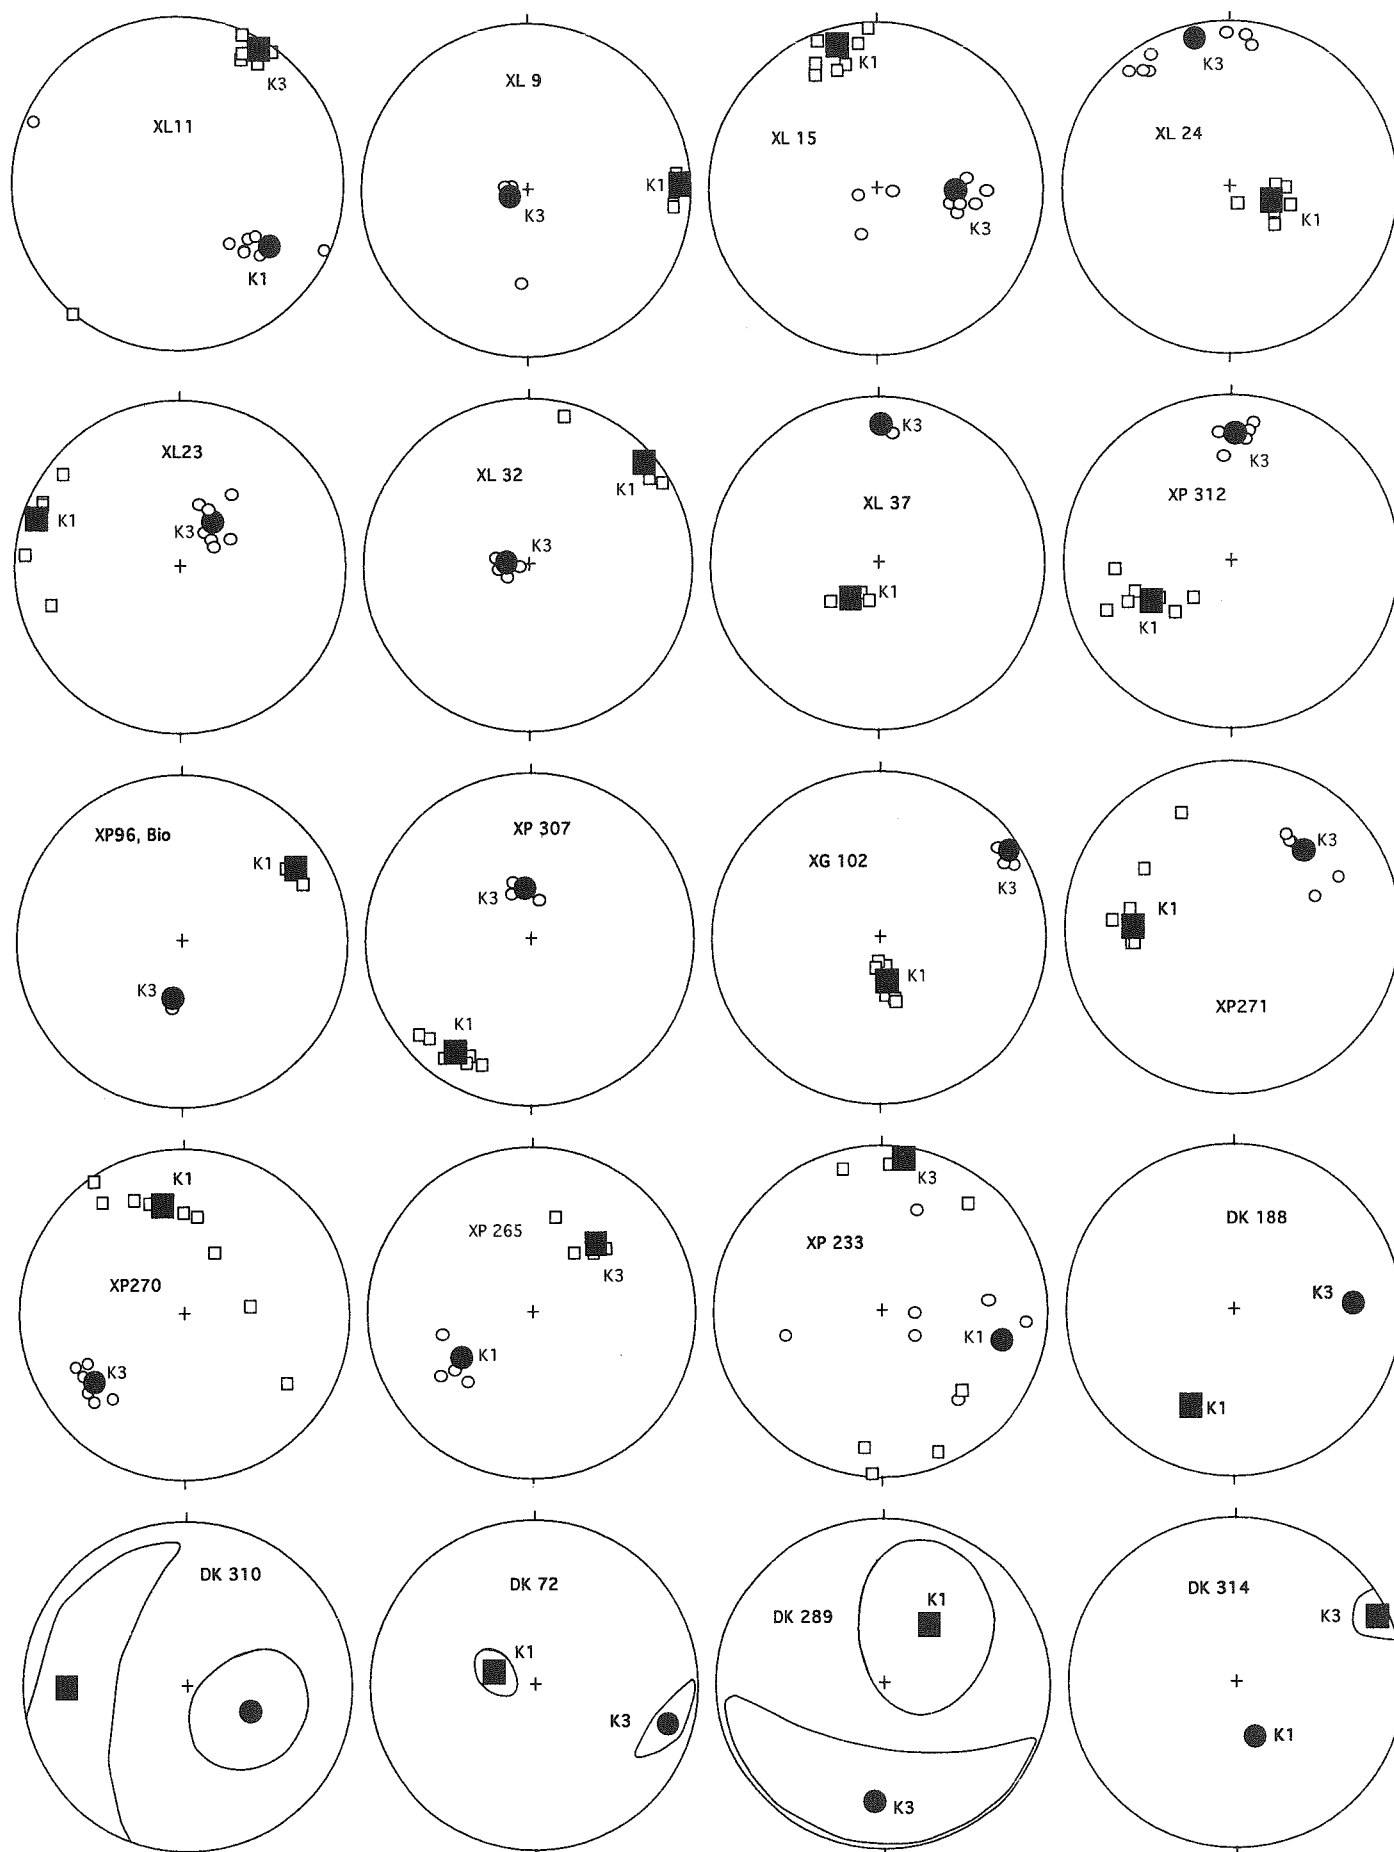 XL11
K3
K1
XL 9
K1
K3
XL 15
K1
K3
XL 24
K3
K1
XL23
K1
K3
XL 32
K1
K3
XL 37
K3
K1
XP 312
K3
K1
XP96, Bio
K1
K3
XP 307
K3
K1
XG 102
K3
K1
XP271
K3
K1
XP270
K1
K3
XP 265
K3
K1
XP 233
K3
K1
DK 188
K3
K1
DK 310
DK 72
K1
K3
DK 289
K1
K3
DK 314
K3
K1